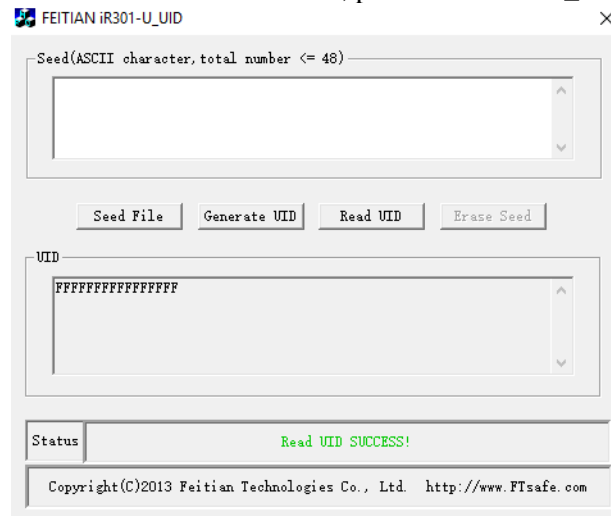 FEITIAN iR301-U_UID
Seed(ASCII character,total number <= 48)
Seed File Generate UID Read UID Erase Seed
UID
FFFFFFFFFFFFFFFF
Status Read UID SUCCESS!
Copyright(C)2013 Feitian Technologies Co., Ltd. http://www.FTsafe.com